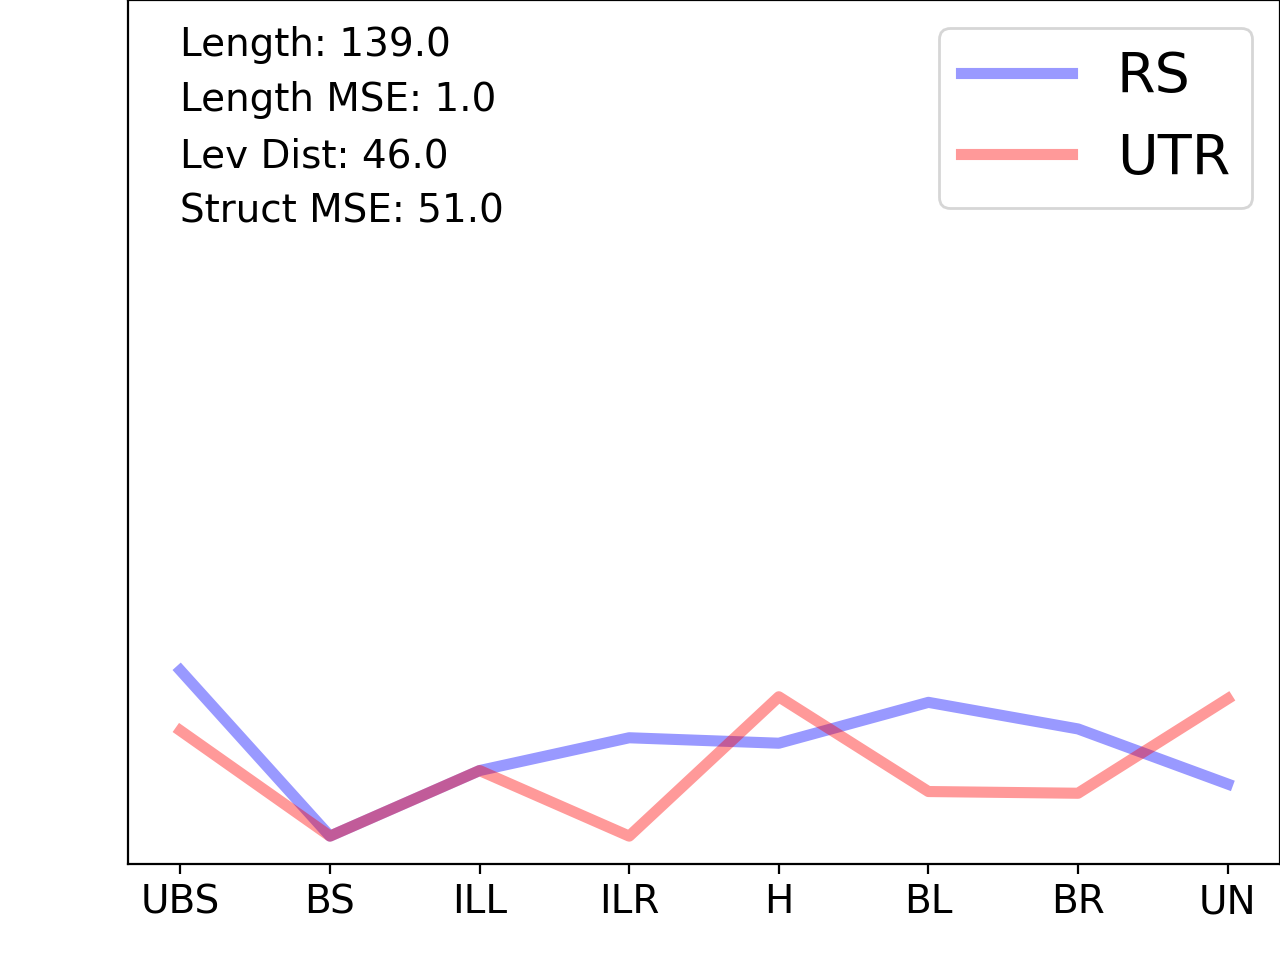 Length: 139.0
Length MSE: 1.0
Lev Dist: 46.0
Struct MSE: 51.0
RS
UTR
UBS BS ILL ILR H BL BR UN